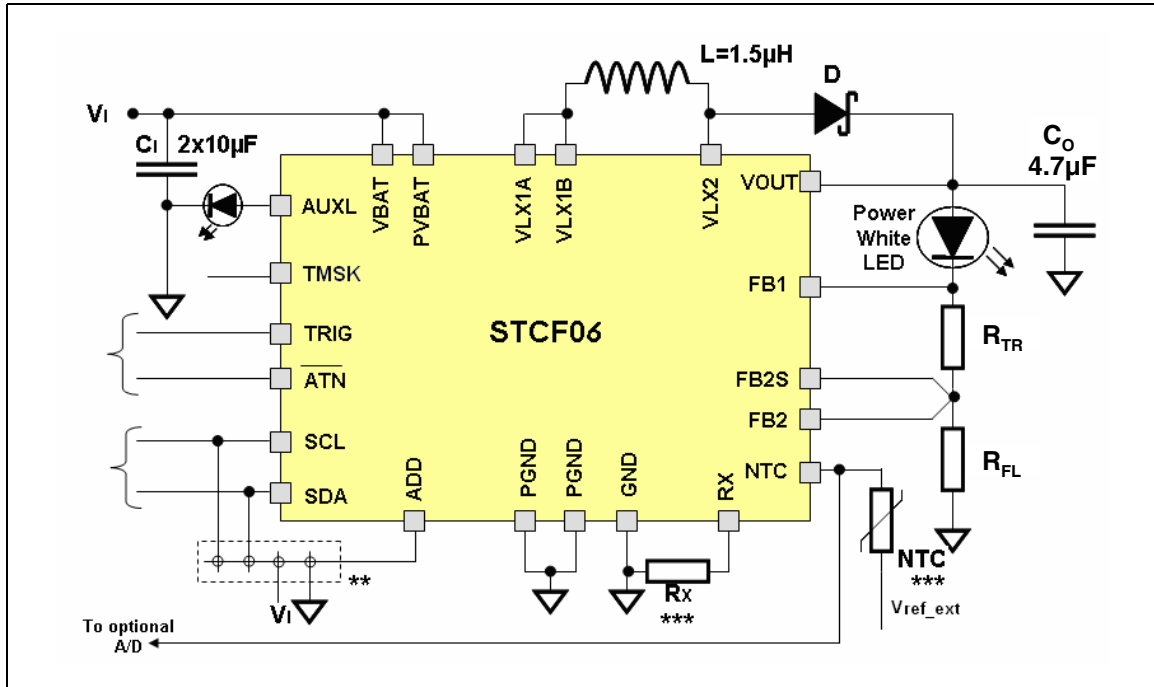 L=1.5µH
D
VI
CI 2x10µF
CO
4.7µF
VBAT
PVBAT
VLX1A
VLX1B
VLX2
VOUT
AUXL
Power
White
LED
TMSK
FB1
STCF06
TRIG
RTR
ATN
FB2S
FB2
SCL
RFL
NTC
SDA
ADD
PGND
PGND
GND
RX
NTC
***
**
RX
***
VI
Vref_ext
To optional
A/D